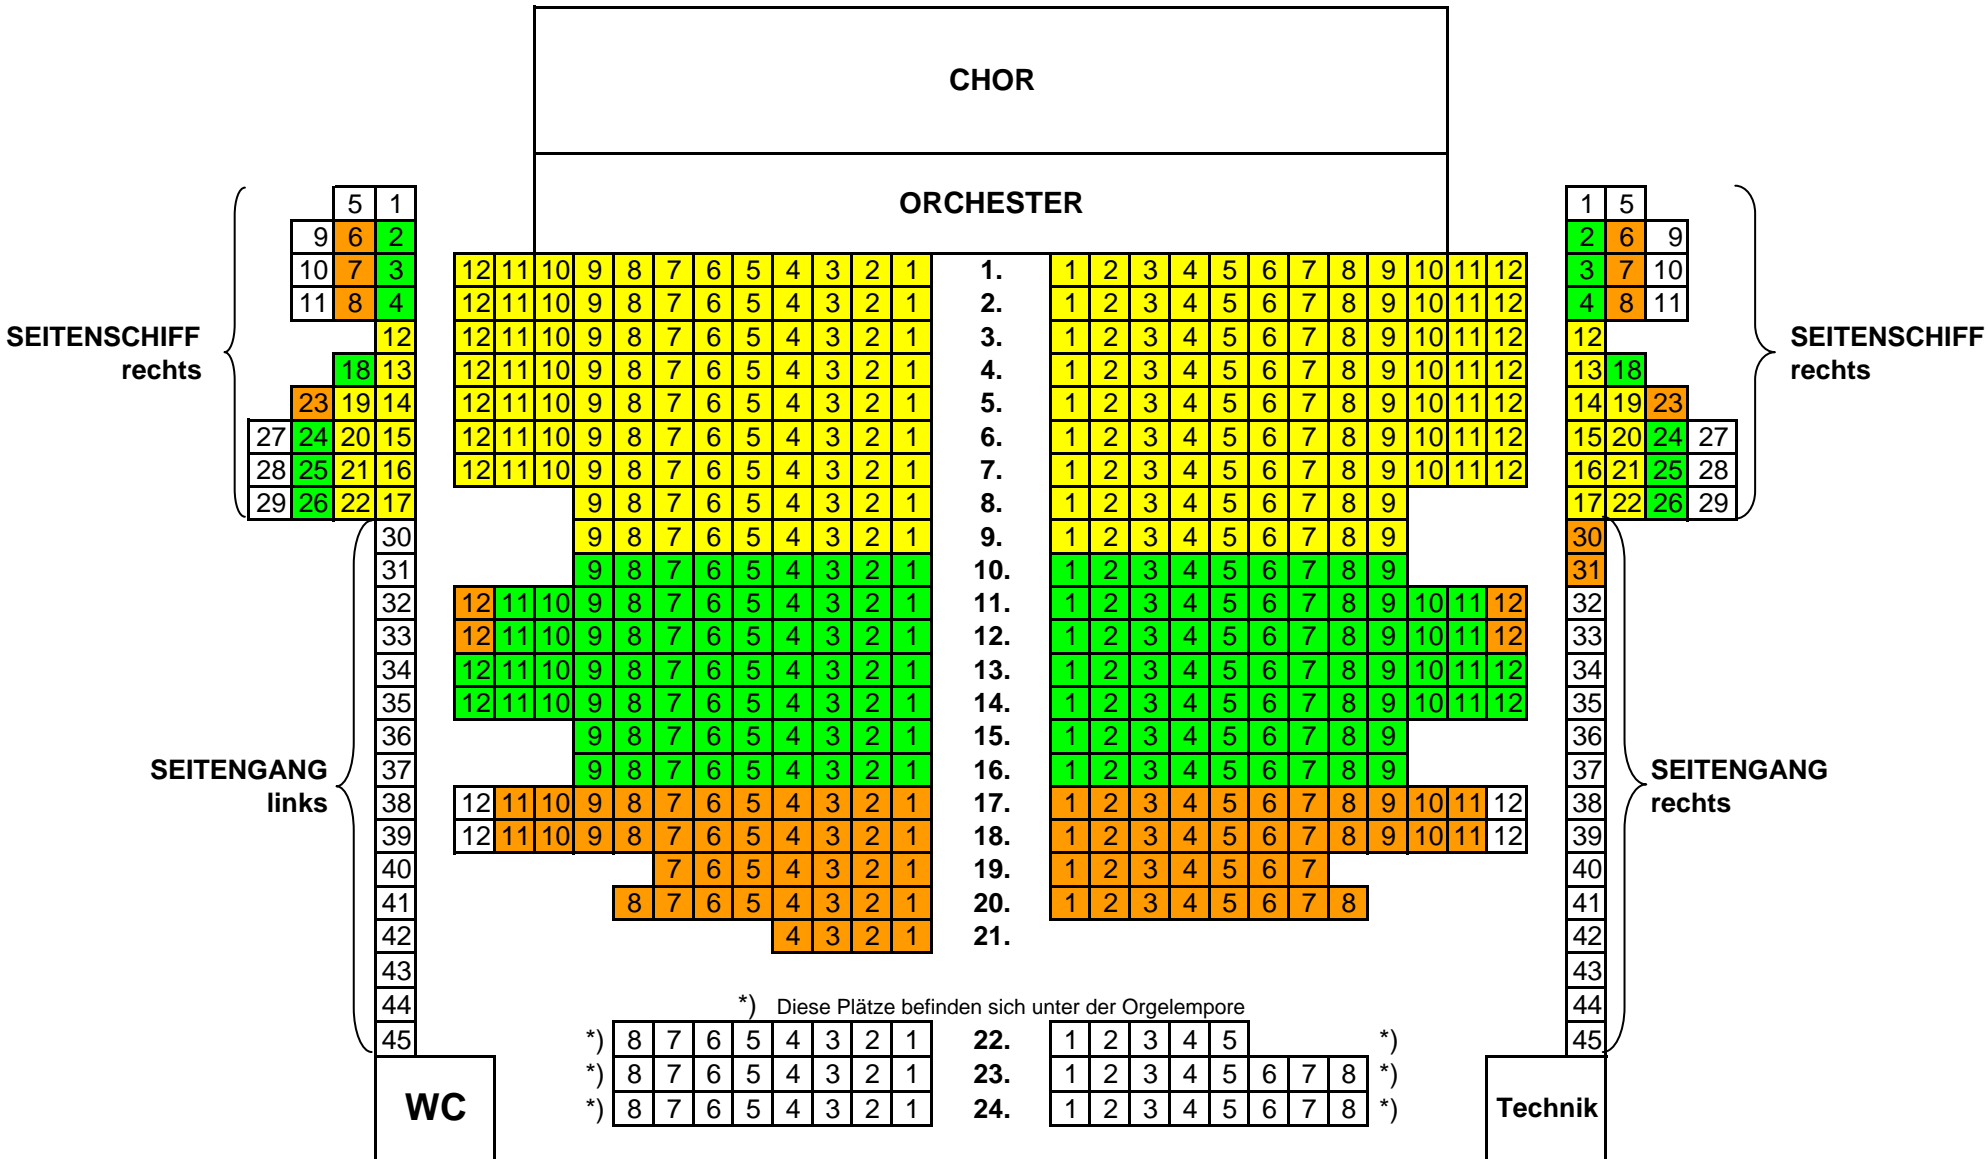 CHOR
ORCHESTER
5 1 1 5
9 6 2 2 6 9
10 7 3 12 11 10 9 8 7 6 5 4 3 2 1 1. 1 2 3 4 5 6 7 8 9 10 11 12 3 7 10
11 8 4 12 11 10 9 8 7 6 5 4 3 2 1 2. 1 2 3 4 5 6 7 8 9 10 11 12 4 8 11
SEITENSCHIFF
rechts
12 12 11 10 9 8 7 6 5 4 3 2 1 3. 1 2 3 4 5 6 7 8 9 10 11 12 12
SEITENSCHIFF
rechts
18 13 12 11 10 9 8 7 6 5 4 3 2 1 4. 1 2 3 4 5 6 7 8 9 10 11 12 13 18
23 19 14 12 11 10 9 8 7 6 5 4 3 2 1 5. 1 2 3 4 5 6 7 8 9 10 11 12 14 19 23
27 24 20 15 12 11 10 9 8 7 6 5 4 3 2 1 6. 1 2 3 4 5 6 7 8 9 10 11 12 15 20 24 27
28 25 21 16 12 11 10 9 8 7 6 5 4 3 2 1 7. 1 2 3 4 5 6 7 8 9 10 11 12 16 21 25 28
29 26 22 17 9 8 7 6 5 4 3 2 1 8. 1 2 3 4 5 6 7 8 9 17 22 26 29
30 9 8 7 6 5 4 3 2 1 9. 1 2 3 4 5 6 7 8 9 30
31 9 8 7 6 5 4 3 2 1 10. 1 2 3 4 5 6 7 8 9 31
32 12 11 10 9 8 7 6 5 4 3 2 1 11. 1 2 3 4 5 6 7 8 9 10 11 12 32
33 12 11 10 9 8 7 6 5 4 3 2 1 12. 1 2 3 4 5 6 7 8 9 10 11 12 33
34 12 11 10 9 8 7 6 5 4 3 2 1 13. 1 2 3 4 5 6 7 8 9 10 11 12 34
35 12 11 10 9 8 7 6 5 4 3 2 1 14. 1 2 3 4 5 6 7 8 9 10 11 12 35
36 9 8 7 6 5 4 3 2 1 15. 1 2 3 4 5 6 7 8 9 36
SEITENGANG
links
37 9 8 7 6 5 4 3 2 1 16. 1 2 3 4 5 6 7 8 9 37
SEITENGANG
rechts
38 12 11 10 9 8 7 6 5 4 3 2 1 17. 1 2 3 4 5 6 7 8 9 10 11 12 38
39 12 11 10 9 8 7 6 5 4 3 2 1 18. 1 2 3 4 5 6 7 8 9 10 11 12 39
40 7 6 5 4 3 2 1 19. 1 2 3 4 5 6 7 40
41 8 7 6 5 4 3 2 1 20. 1 2 3 4 5 6 7 8 41
42 4 3 2 1 21. 42
43 43
44 *) Diese Plätze befinden sich unter der Orgelempore 44
45 *) 8 7 6 5 4 3 2 1 22. 1 2 3 4 5 *) 45
*) 8 7 6 5 4 3 2 1 23. 1 2 3 4 5 6 7 8 *)
WC *) 8 7 6 5 4 3 2 1 24. 1 2 3 4 5 6 7 8 *) Technik